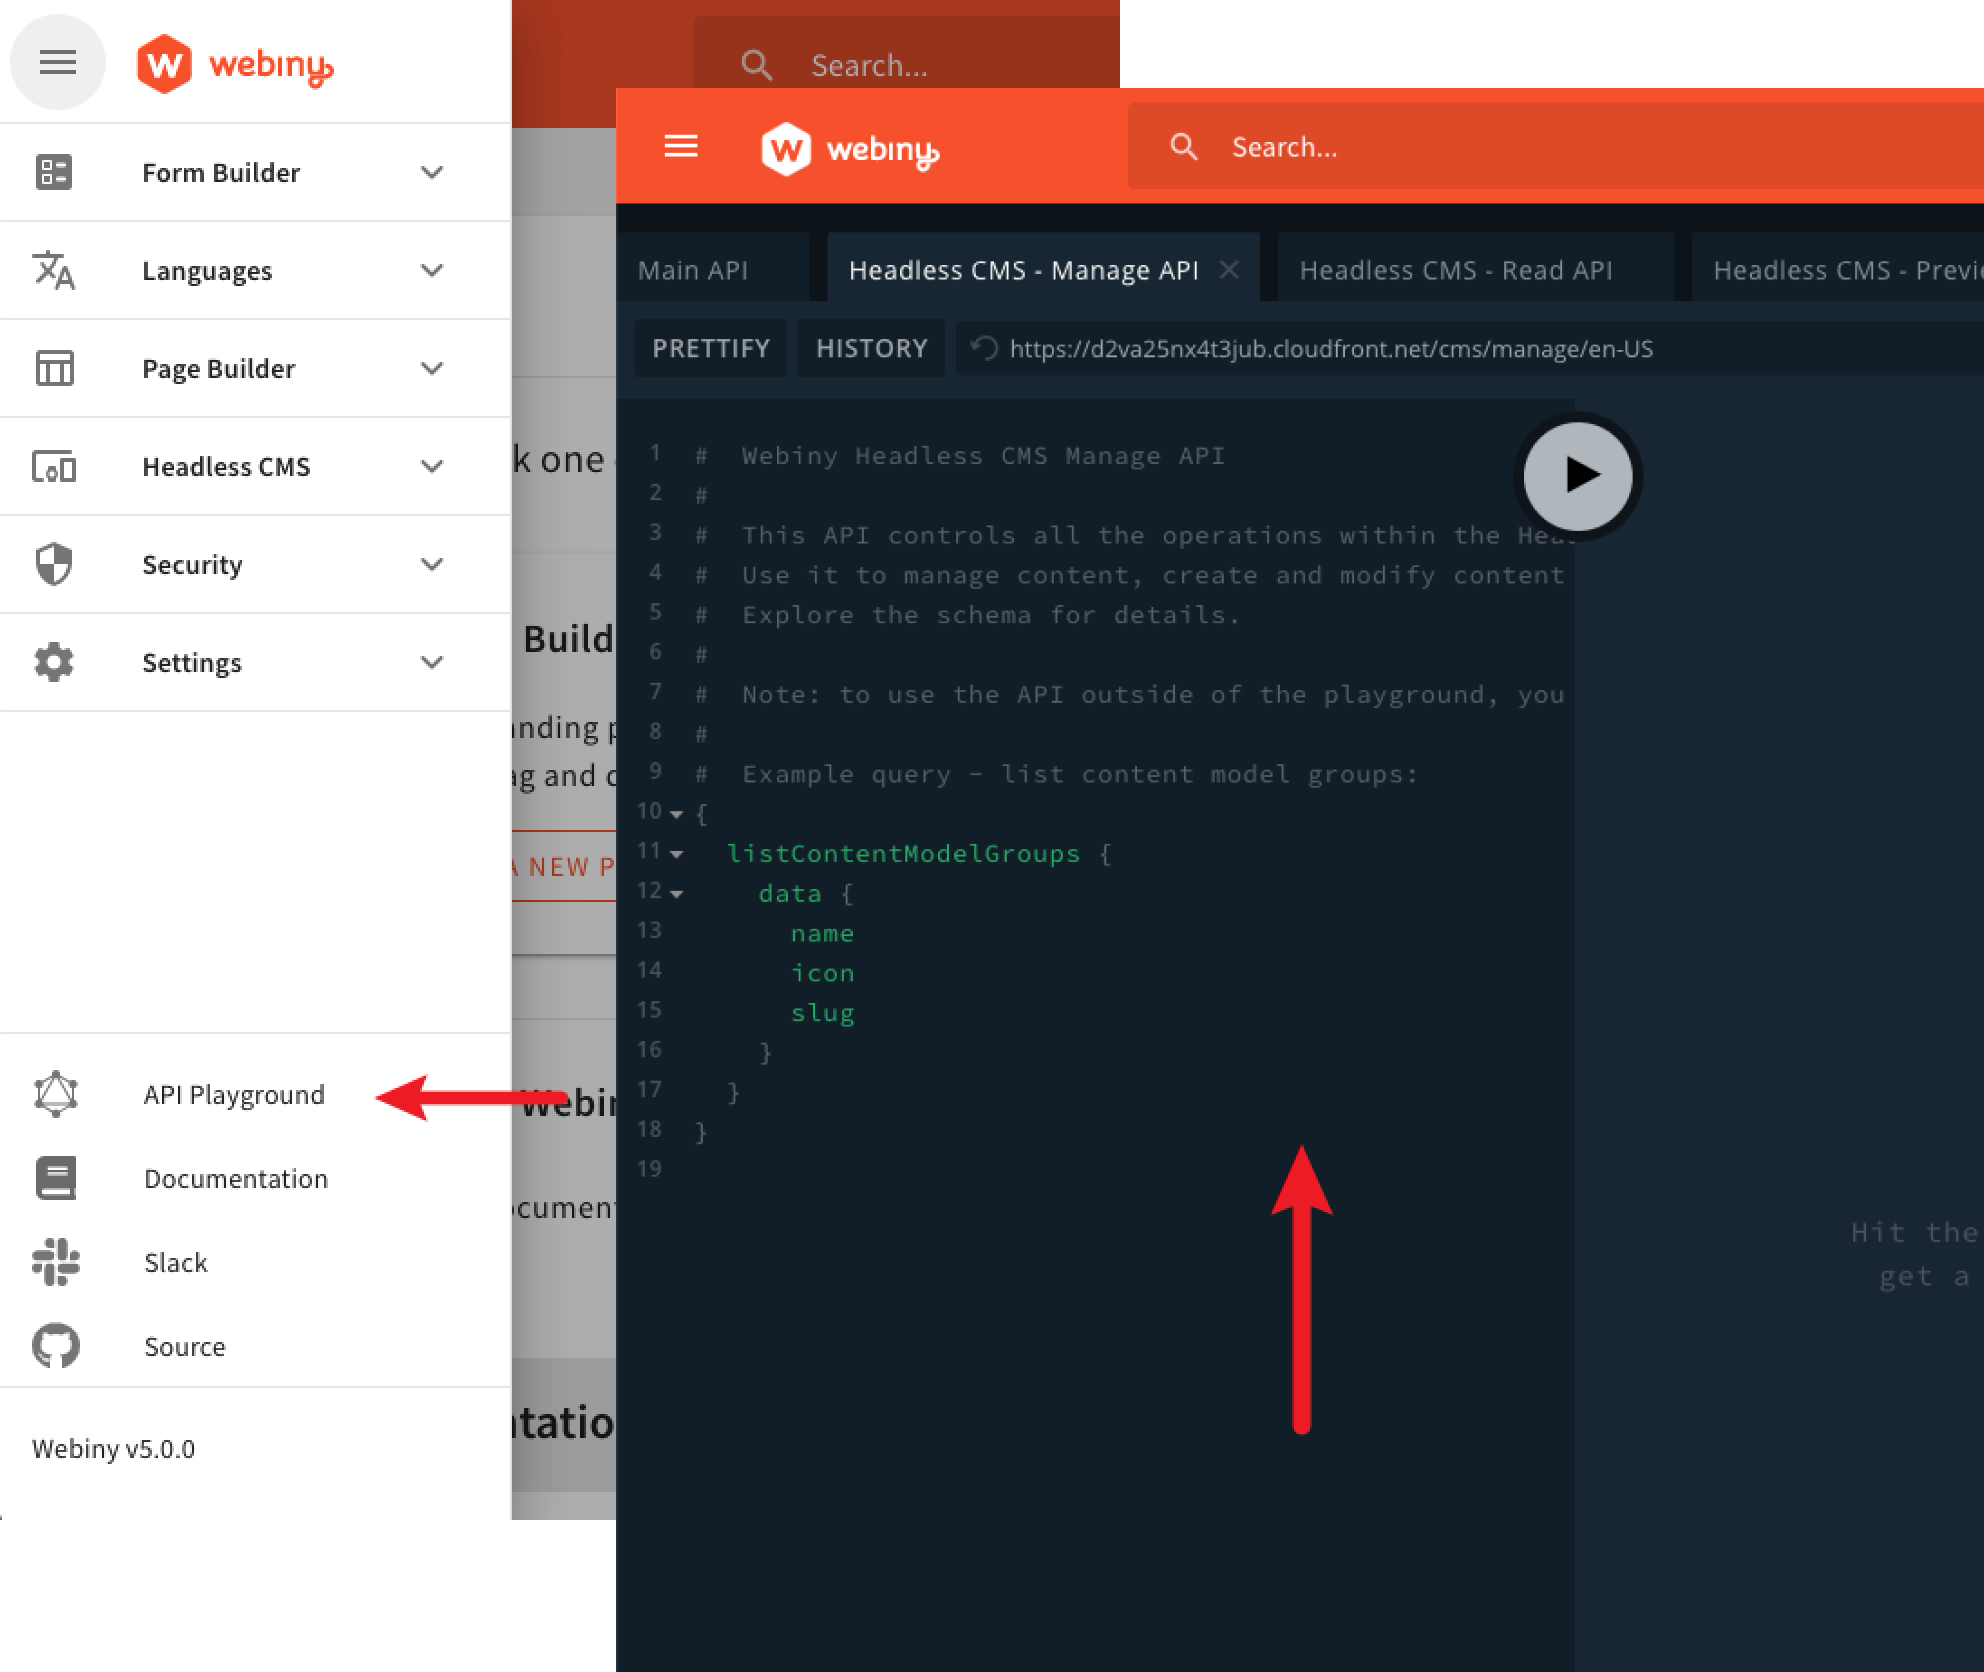 webiny
Form Builder
Languages
Page Builder
Headless CMS
Security
Settings
API Playground
Documentation
Slack
Source
Webiny v5.0.0
Search...
k one
Build
ag and
A NEW P
tatio
webiny
Search...
Main API
Headless CMS - Manage API
Headless CMS - Read API
Headless CMS -
PRETTIFY
HISTORY
https://d2va25nx4t3jub.cloudfront.net/cms/manage/en-US
1 # Webiny Headless CMS Manage API
2 #
3 # This API controls all the operations within the
4 # Use it to manage content, create and modify content
5 # Explore the schema for details.
6 #
7 # Note: to use the API outside of the playground, you
8 #
9 # Example query - list content model groups:
10 {
11 listContentModelGroups {
12 data {
13 name
14 icon
15 slug
16 }
17 }
18 }
19
Hit the
get a